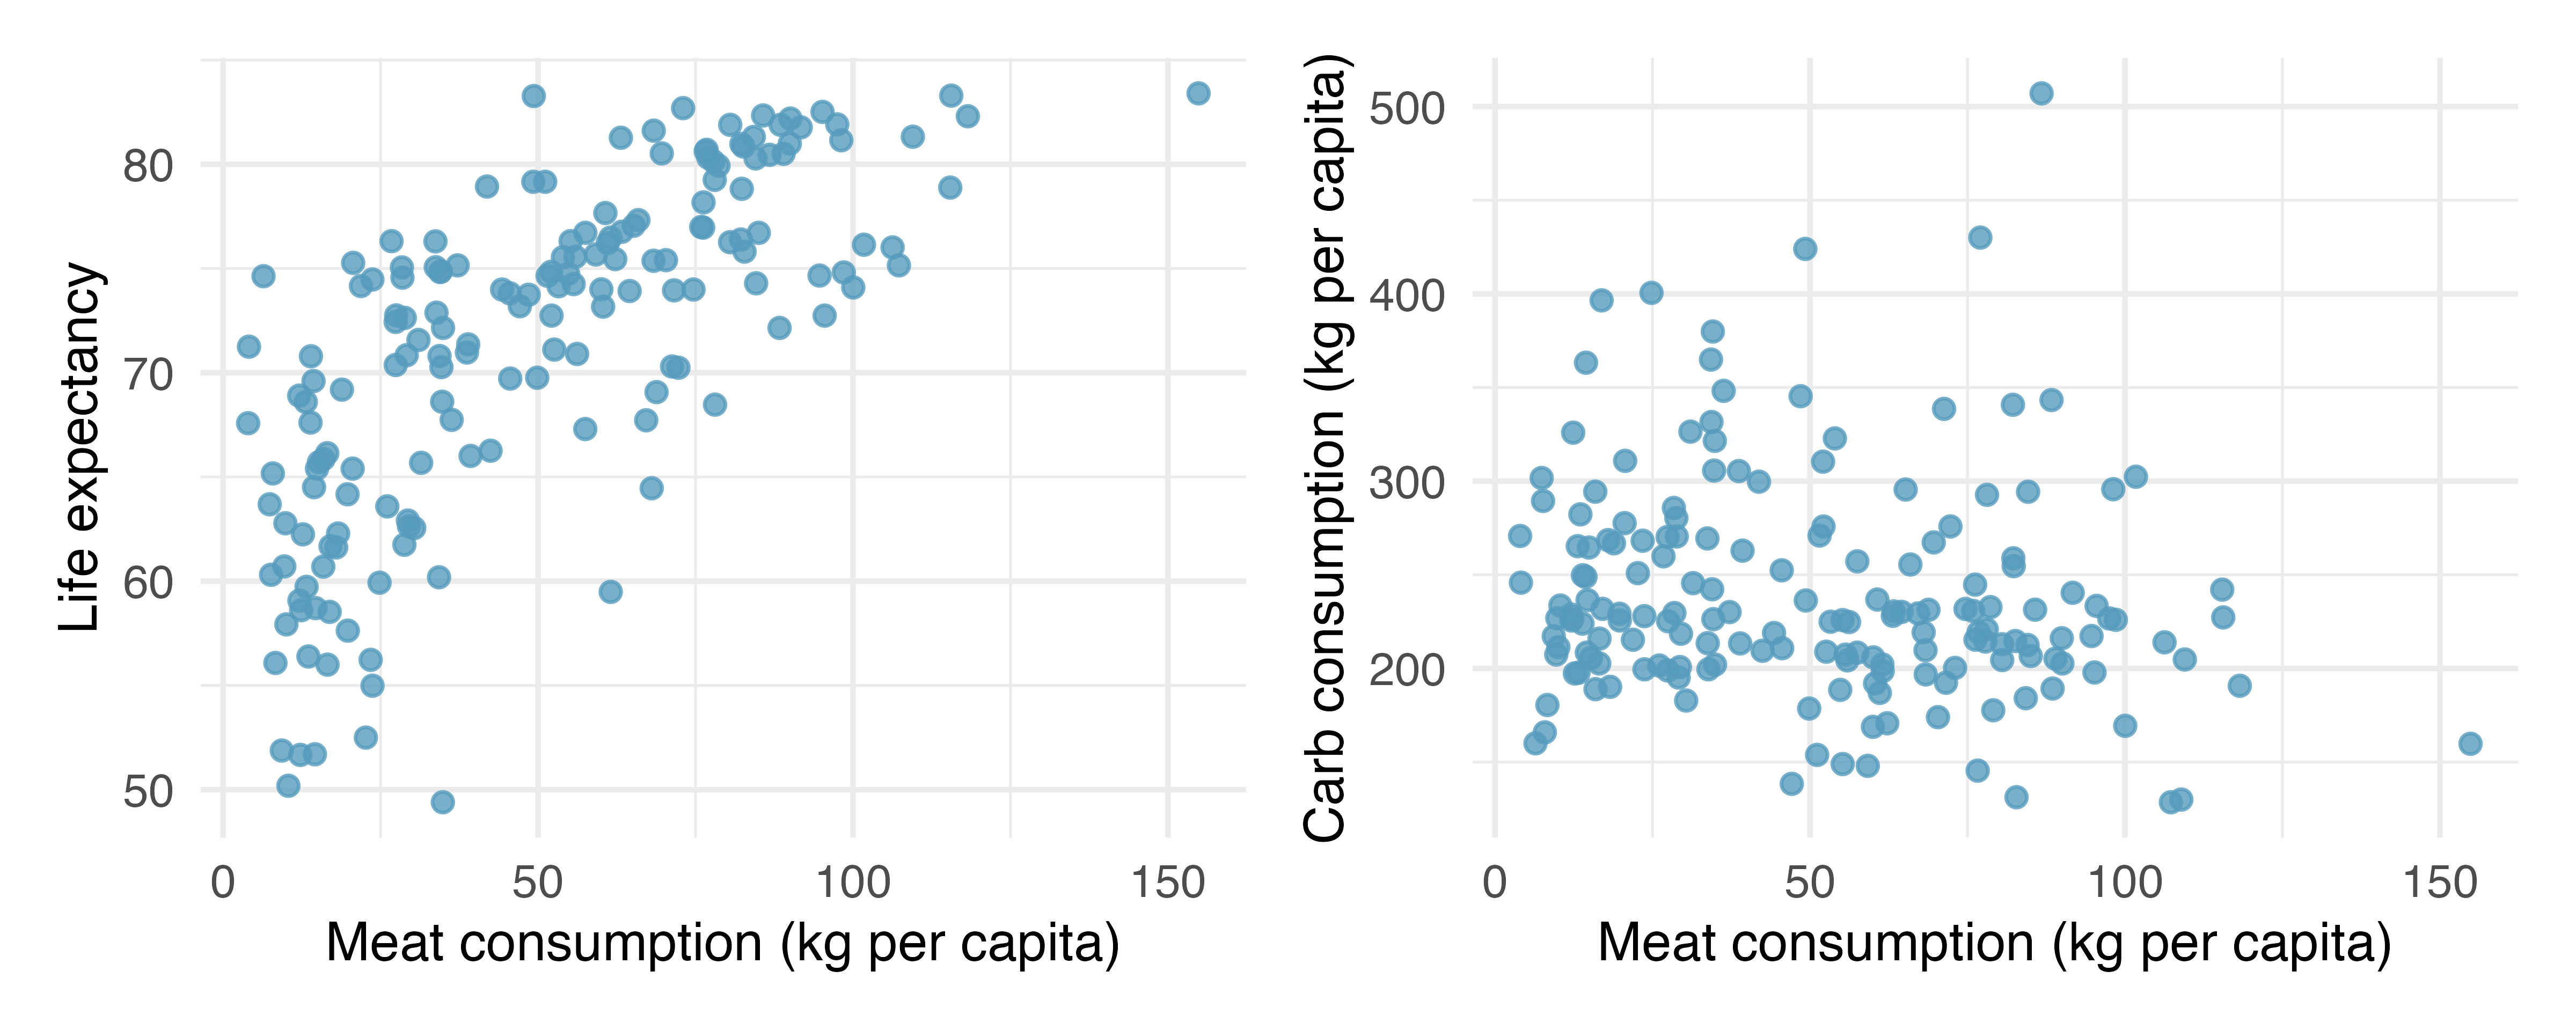 Life expectancy
80
70
60
50
0 50 100 150
Meat consumption (kg per capita)
Carb consumption (kg per capita)
500
400
300
200
0 50 100 150
Meat consumption (kg per capita)